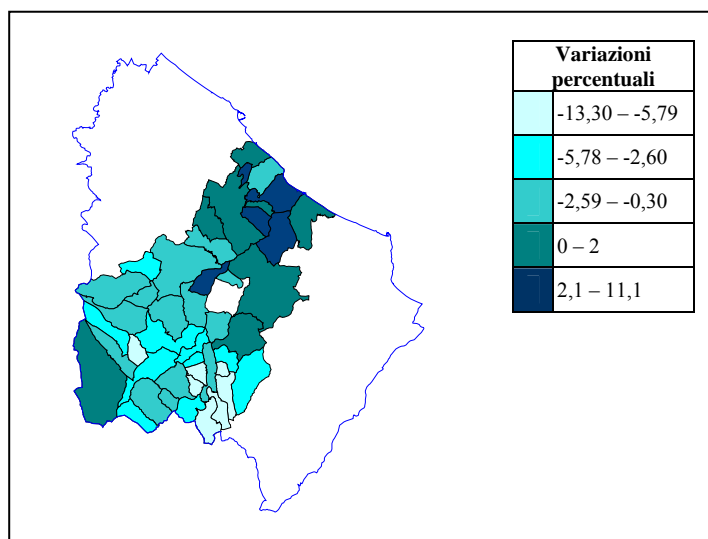 Variazioni
percentuali
-13,30 – -5,79
-5,78 – -2,60
-2,59 – -0,30
0 – 2
2,1 – 11,1